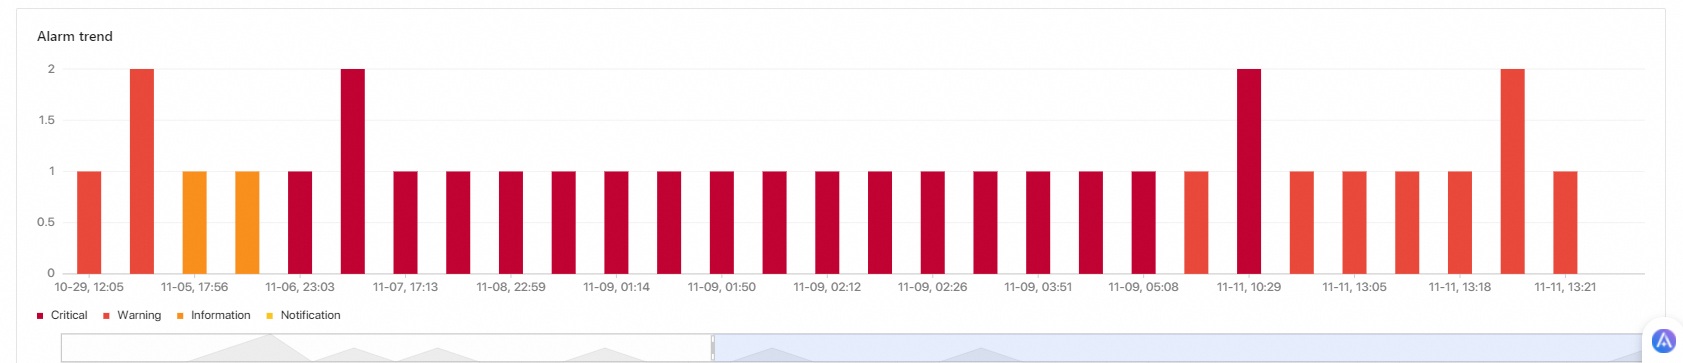 Alarm trend
2
1.5
1
0.5
0
10-29, 12:05 11-05, 17:56 11-06, 23:03 11-07, 17:13 11-08, 22:59 11-09, 01:14 11-09, 01:50 11-09, 02:12 11-09, 02:26 11-09, 03:51 11-09, 05:08 11-11, 10:29 11-11, 13:05 11-11, 13:18 11-11, 13:21
Critical Warning Information Notification